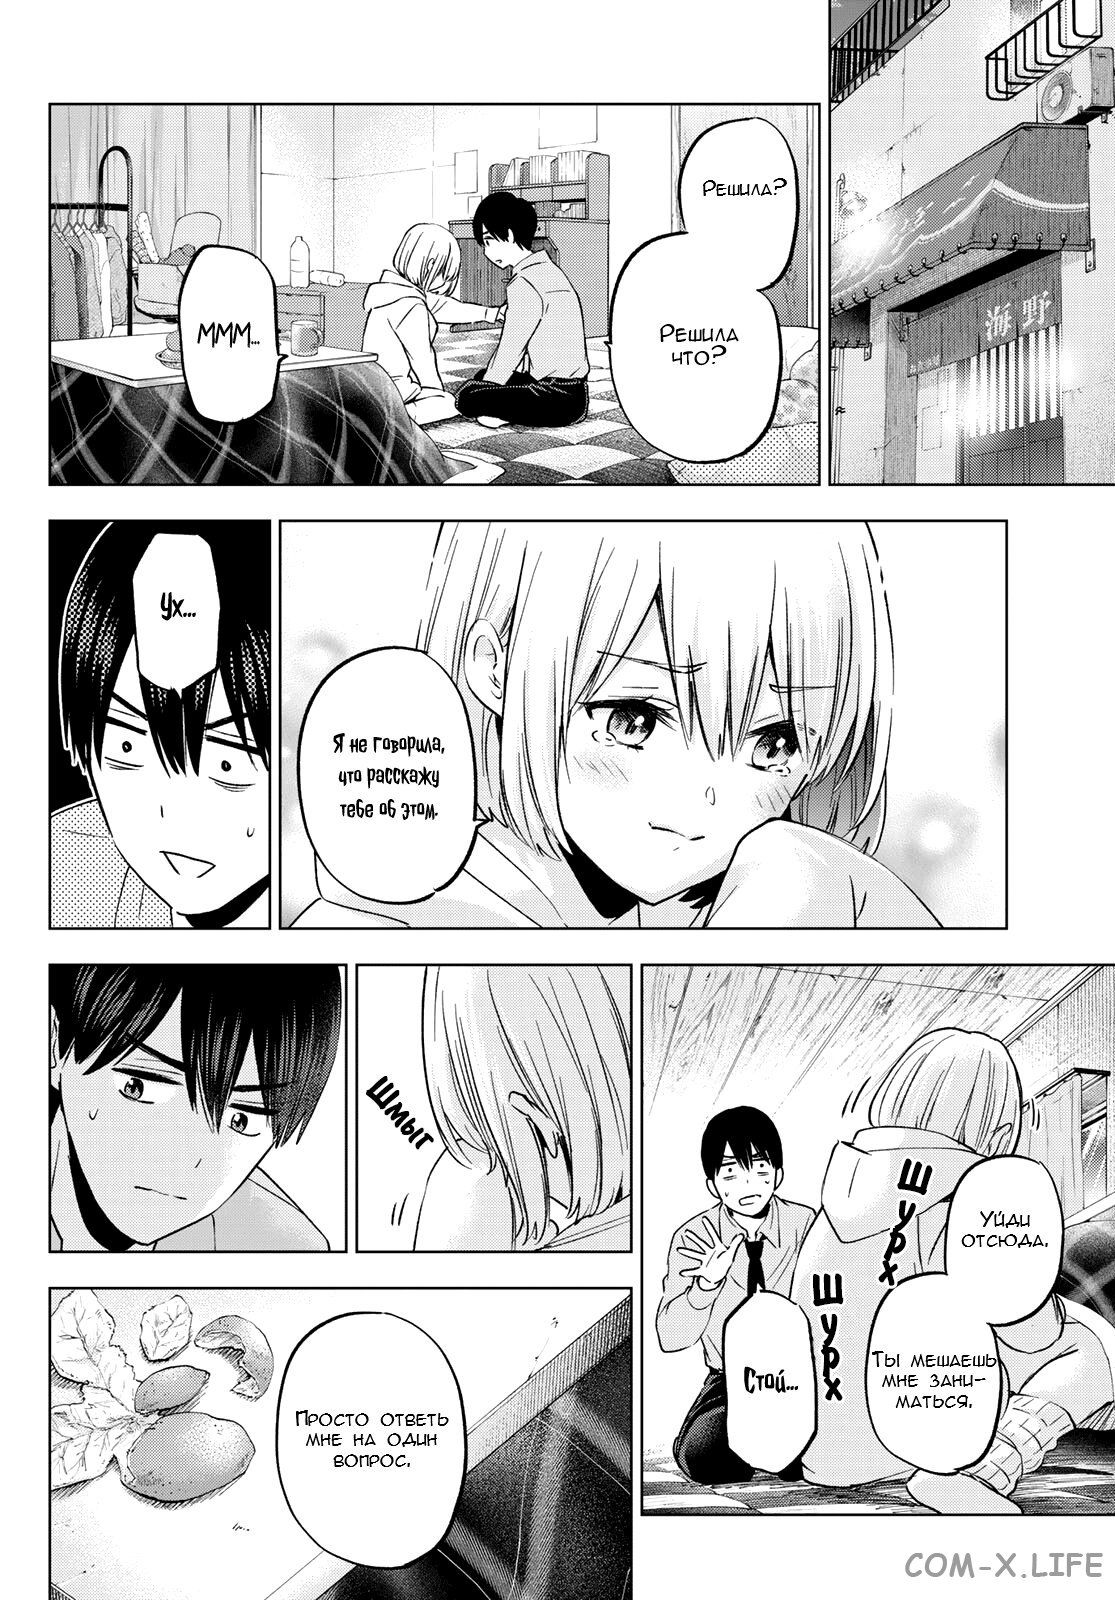 海野
Решила?
Решила
что?
МММ...
Я не говорила,
что расскажу
тебе об этом.
Ух...
Уйди
отсюда.
Ты мешаешь
мне зани-
маться.
Шурх
Шурх
Стой...
Шмыг
Просто ответь
мне на один
вопрос.
COM-X.LIFE